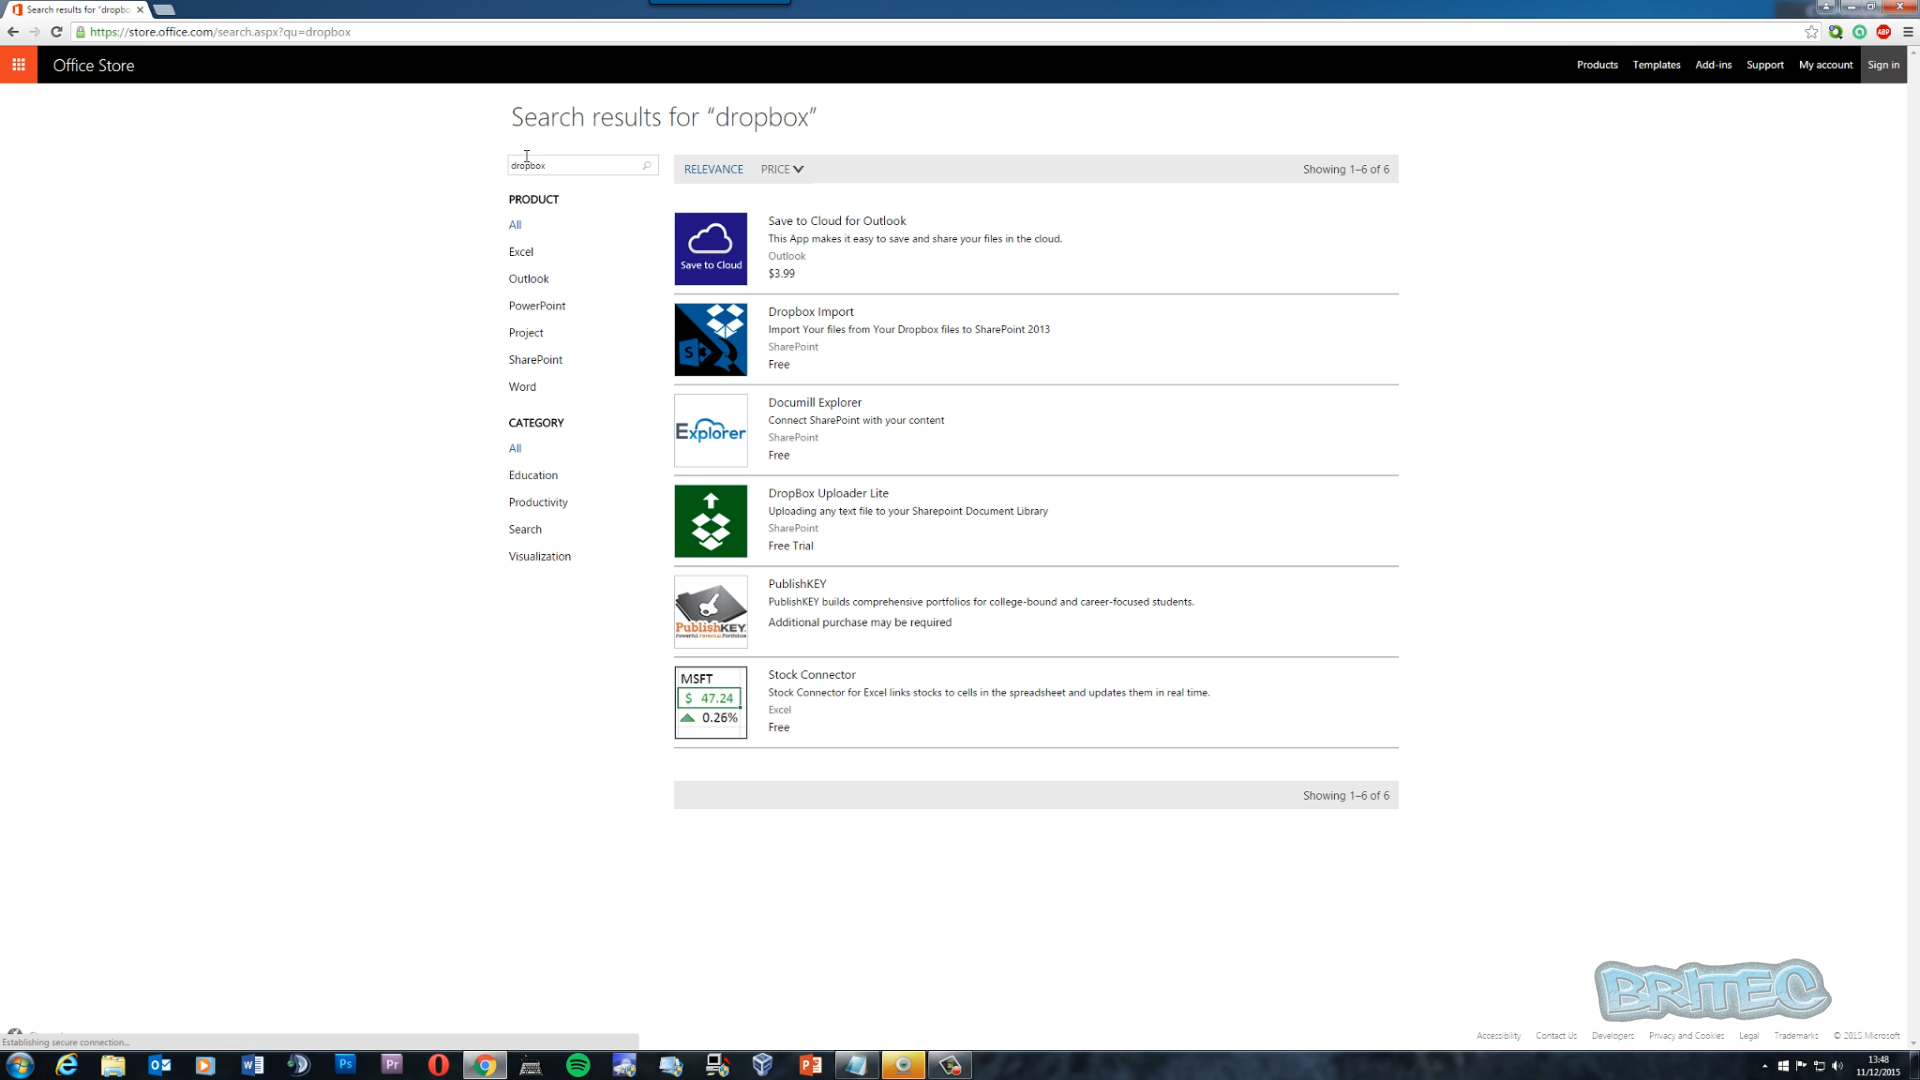 Search results for "dropbo
https://store.office.com/search.aspx?qu=dropbox
ABP
Office Store
Products
Templates
Add-ins
Support
My account
Sign in
Search results for “dropbox”
dropbox
RELEVANCE
PRICE
Showing 1–6 of 6
PRODUCT
All
Excel
Outlook
PowerPoint
Project
SharePoint
Word
CATEGORY
All
Education
Productivity
Search
Visualization
Save to Cloud
Save to Cloud for Outlook
This App makes it easy to save and share your files in the cloud.
Outlook
$3.99
S
Dropbox Import
Import Your files from Your Dropbox files to SharePoint 2013
SharePoint
Free
Explorer
Documill Explorer
Connect SharePoint with your content
SharePoint
Free
DropBox Uploader Lite
Uploading any text file to your Sharepoint Document Library
SharePoint
Free Trial
PublishKEY
Powerful Personal Portfolios
PublishKEY
PublishKEY builds comprehensive portfolios for college-bound and career-focused students.
Additional purchase may be required
MSFT
$ 47.24
0.26%
Stock Connector
Stock Connector for Excel links stocks to cells in the spreadsheet and updates them in real time.
Excel
Free
Showing 1–6 of 6
BRITEC
Accessibility
Contact Us
Developers
Privacy and Cookies
Legal
Trademarks
© 2015 Microsoft
Establishing secure connection...
Ps
Pr
13:48
11/12/2015